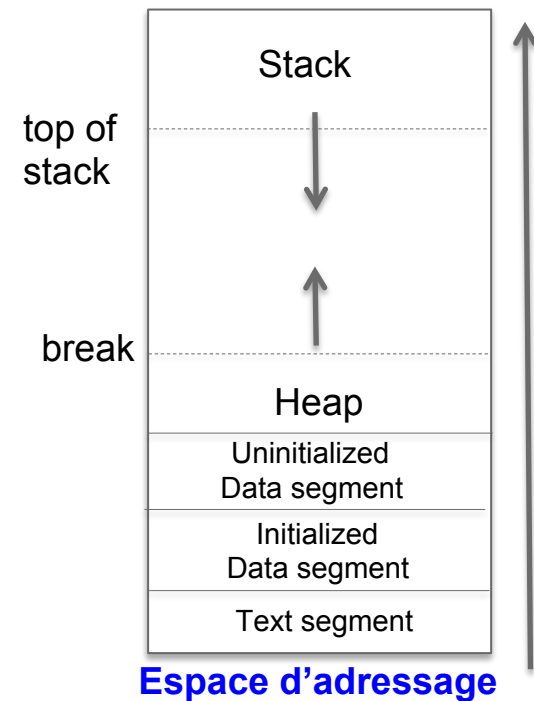 Stack
top of
stack
break
Heap
Uninitialized
Data segment
Initialized
Data segment
Text segment
Espace d'adressage